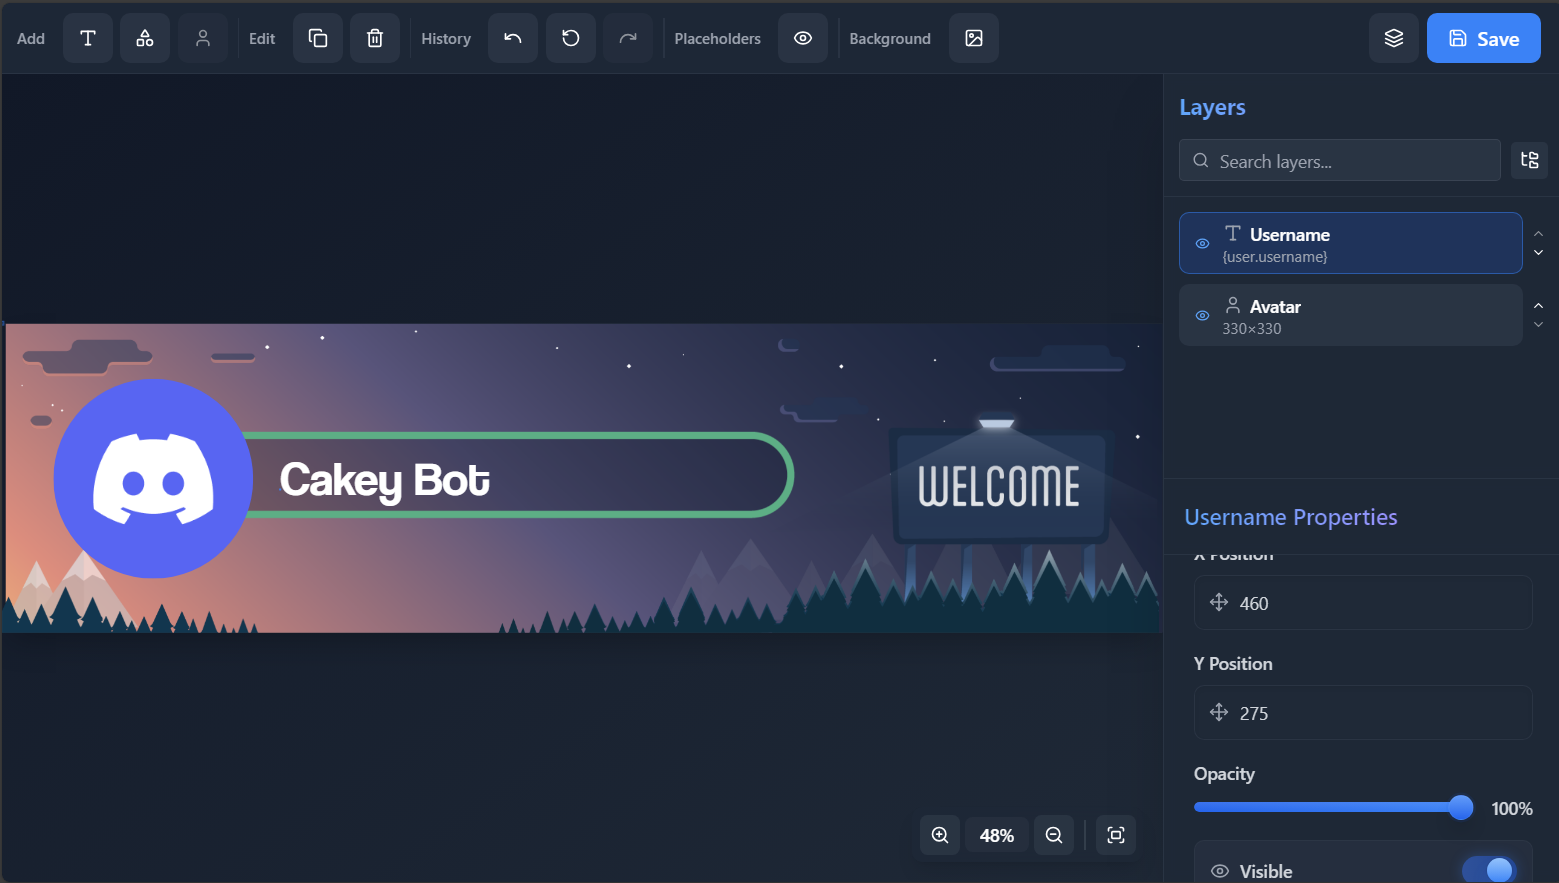 Add
Edit
History
Placeholders
Background
Save
Layers
Search layers...
Username
{user.username}
Avatar
330×330
Cakey Bot
WELCOME
Username Properties
X Position
460
Y Position
275
Opacity
100%
48%
Visible